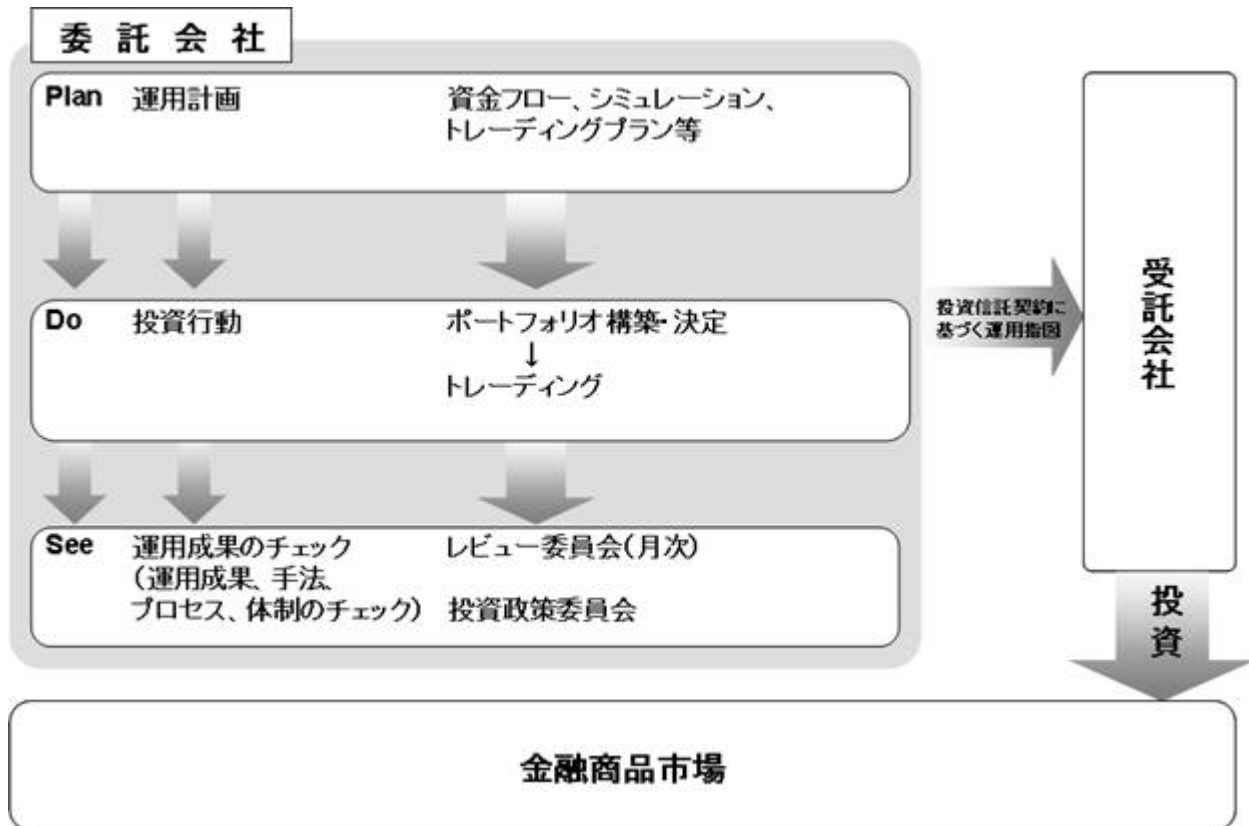 委託会社
Plan 運用計画 資金フロー、シミュレーション、
トレーディングプラン等
Do 投資行動 ポートフォリオ構築・決定
↓
トレーディング
See 運用成果のチェック レビュー委員会(月次)
(運用成果、手法、
プロセス、体制のチェック) 投資政策委員会
投資信託契約に
基づく運用指図
受託会社
投資
金融商品市場